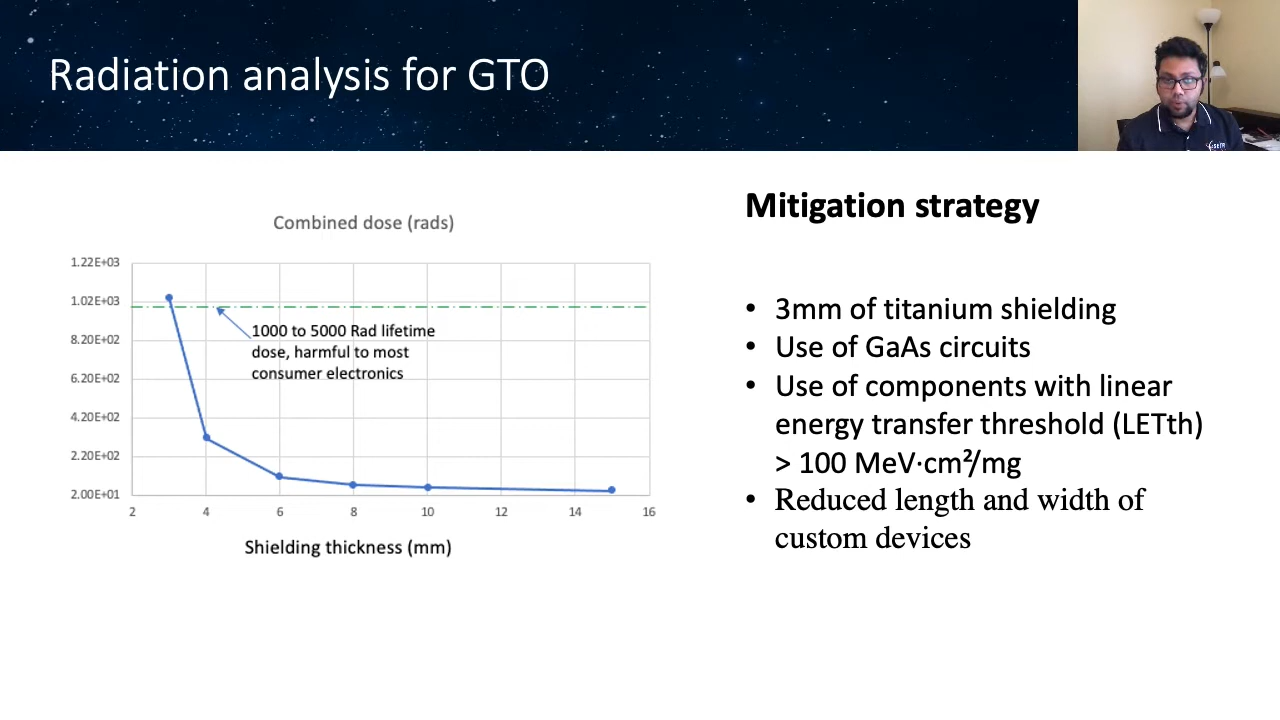 Radiation analysis for GTO
Combined dose (rads)
1.22E+03
1.02E+03
8.20E+02
6.20E+02
4.20E+02
2.20E+02
2.00E+01
1000 to 5000 Rad lifetime
dose, harmful to most
consumer electronics
2 4 6 8 10 12 14 16
Shielding thickness (mm)
Mitigation strategy
• 3mm of titanium shielding
• Use of GaAs circuits
• Use of components with linear
energy transfer threshold (LETth)
> 100 MeV·cm²/mg
• Reduced length and width of
custom devices